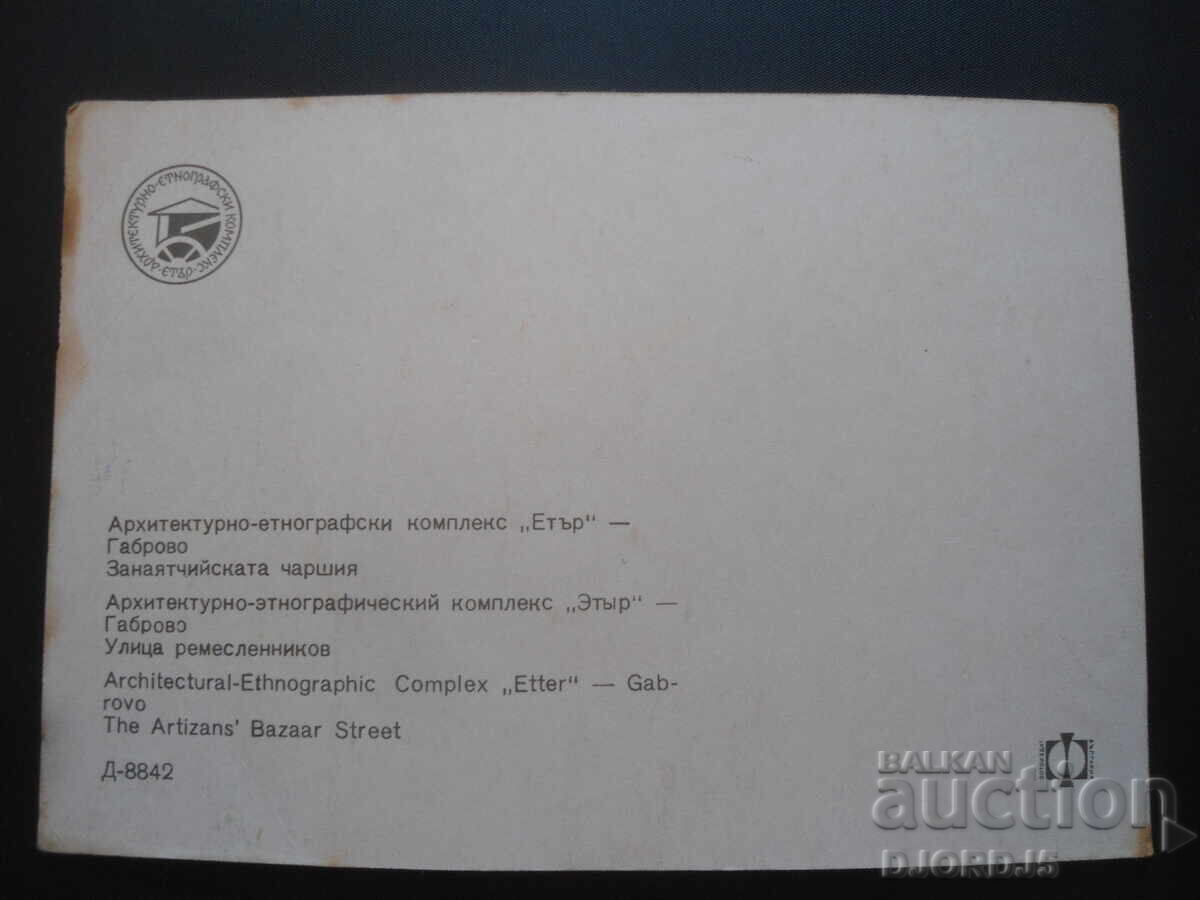 АРХИТЕКТУРНО-ЕТНОГРАФСКИ КОМПЛЕКС
·ЕТЪР·
Архитектурно-етнографски комплекс „Етър" —
Габрово
Занаятчийската чаршия
Архитектурно-этнографический комплекс „Этыр" —
Габрово
Улица ремесленников
Architectural-Ethnographic Complex „Etter" — Gab-
rovo
The Artizans' Bazaar Street
Д-8842
BALKAN
auction
DJORDJ5